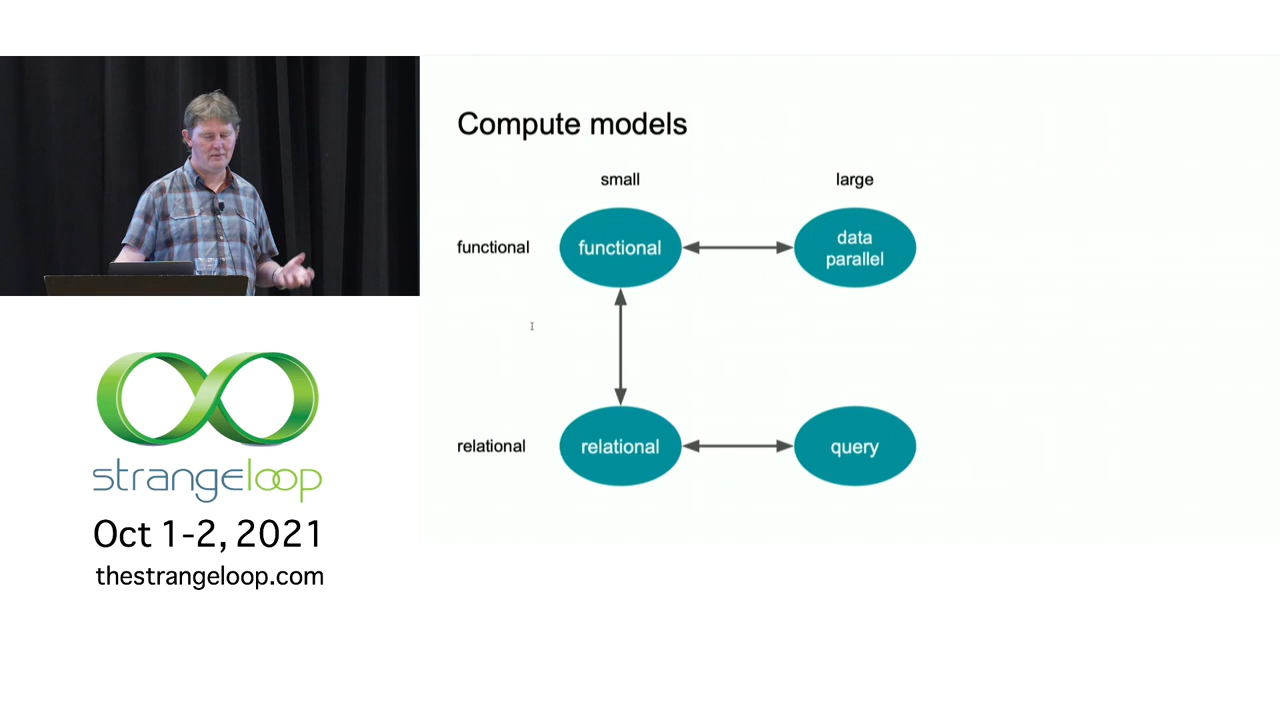 Compute models
small large
functional functional data
parallel
relational relational query
strangeloop
Oct 1-2, 2021
thestrangeloop.com